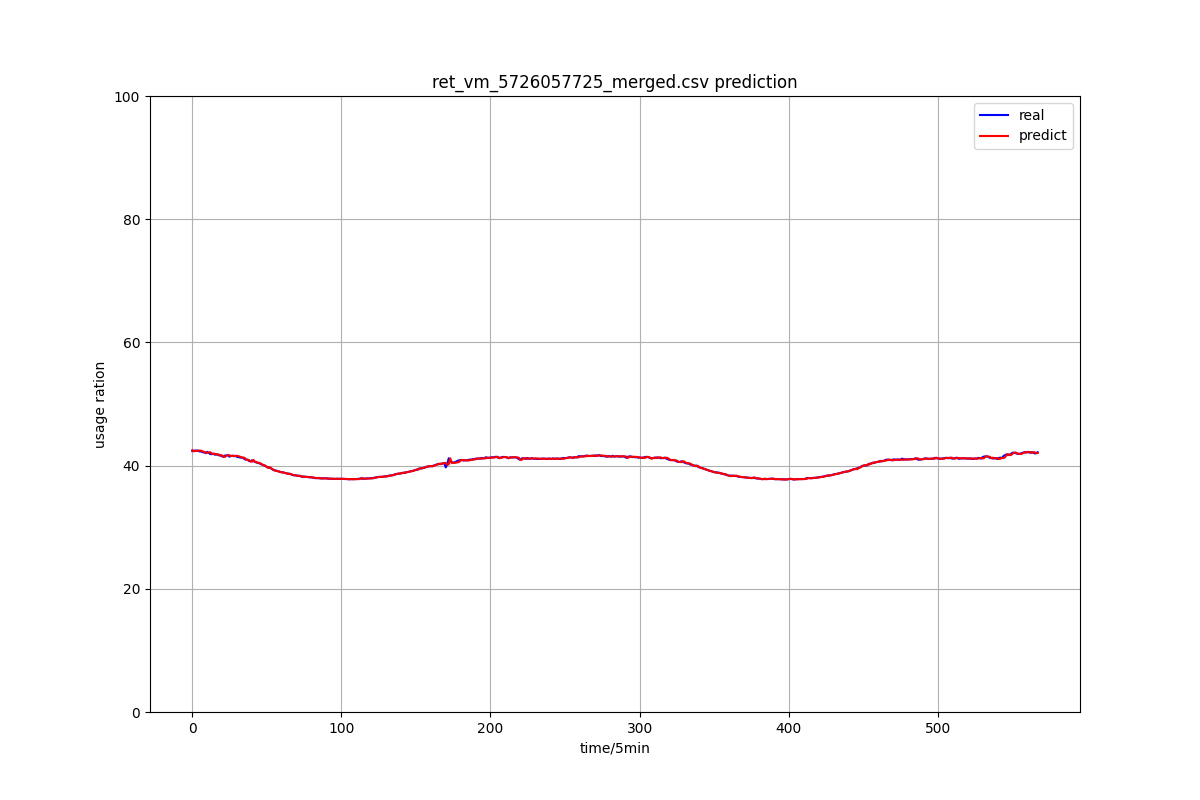 ret_vm_5726057725_merged.csv prediction
100
80
60
40
20
0
usage ration
real
predict
0 100 200 300 400 500
time/5min